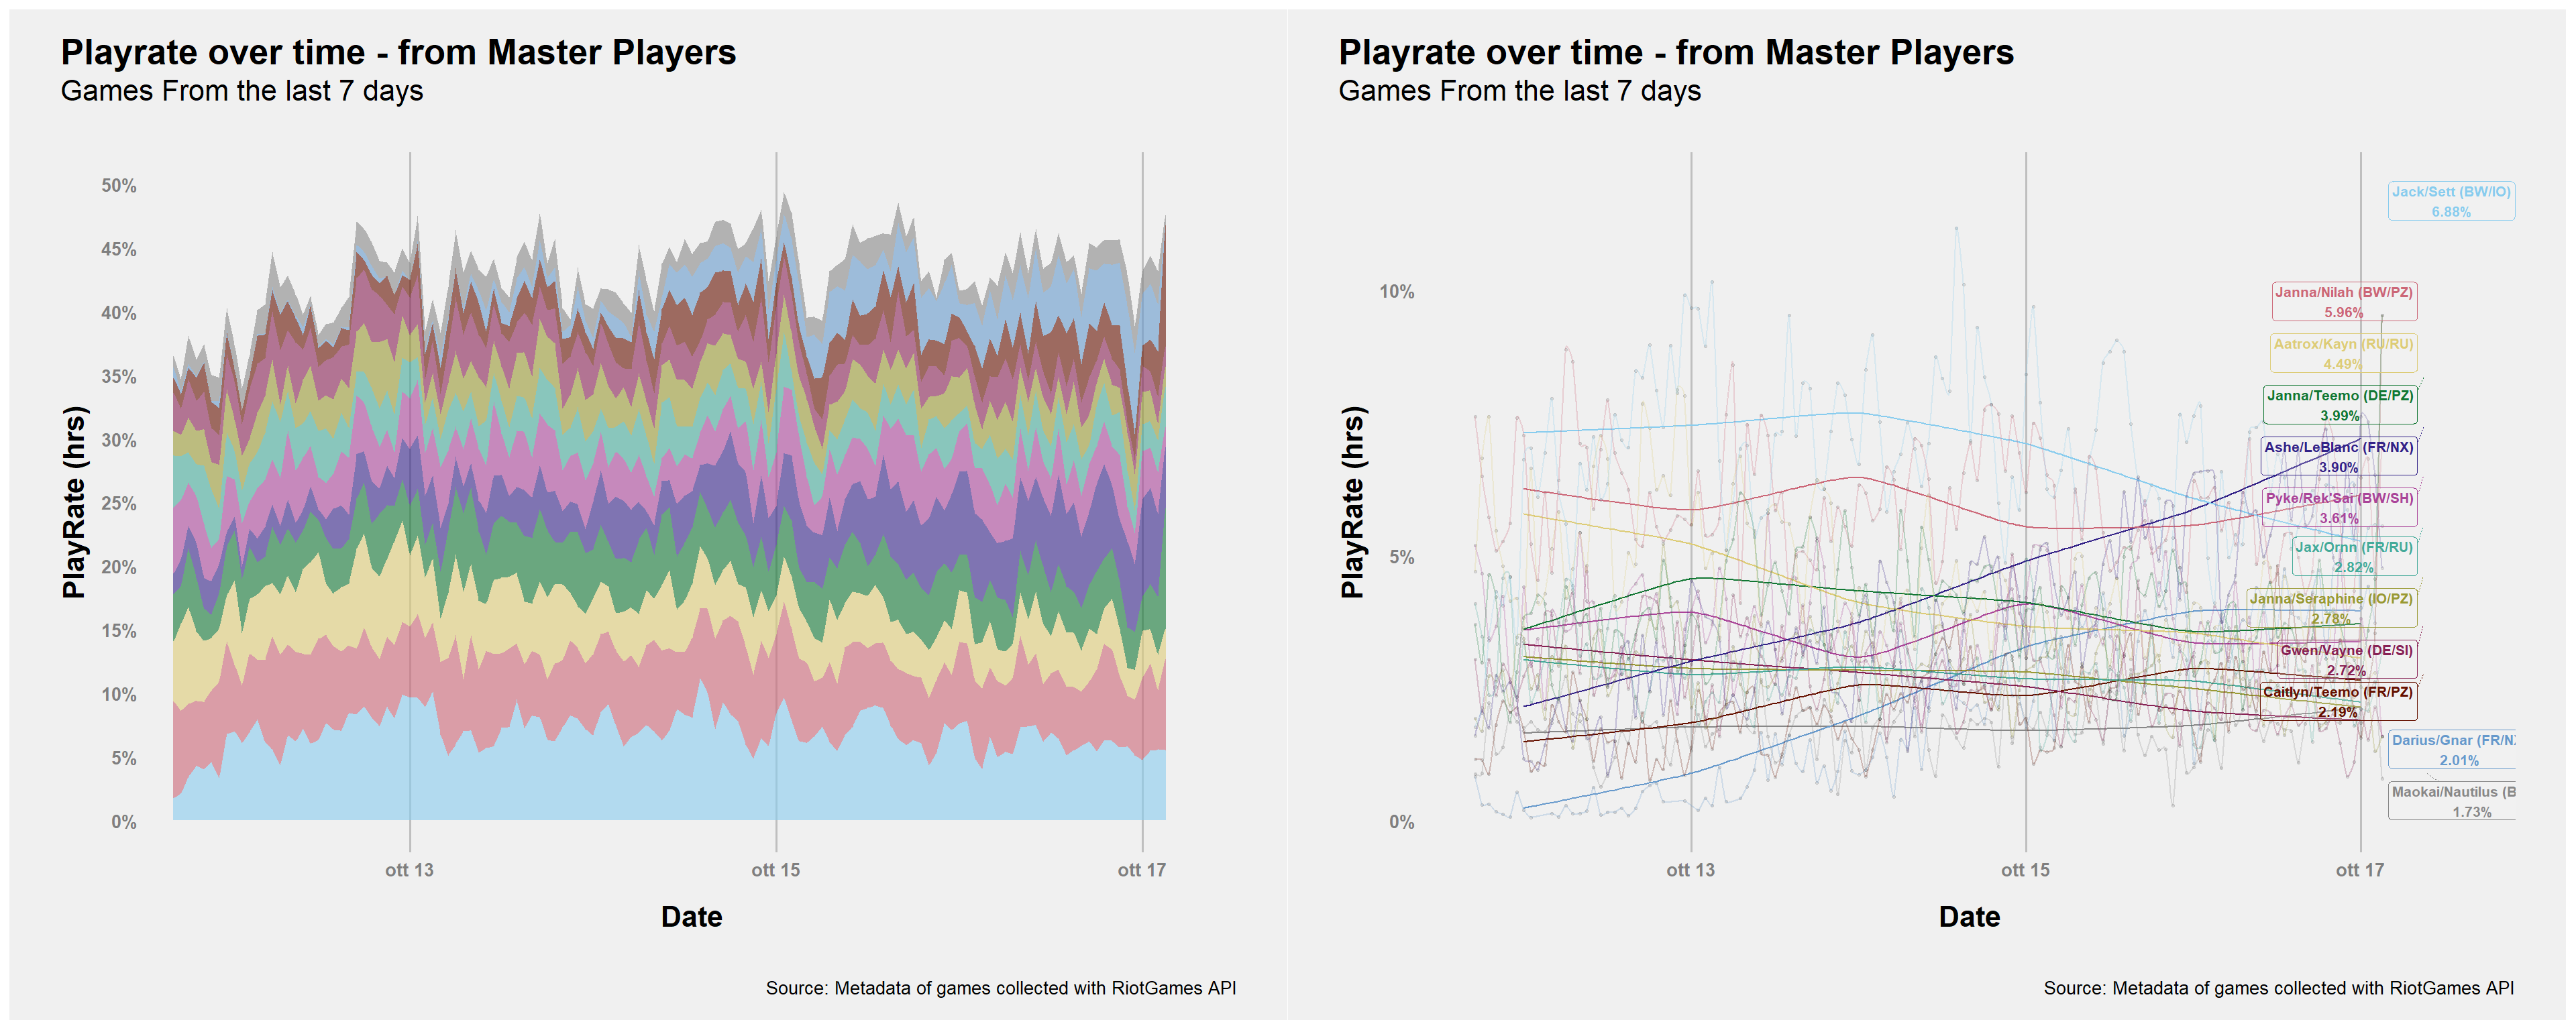 Playrate over time - from Master Players
Games From the last 7 days
50%
45%
40%
35%
30%
25%
20%
15%
10%
5%
0%
PlayRate (hrs)
ott 13
ott 15
ott 17
Date
Source: Metadata of games collected with RiotGames API
Playrate over time - from Master Players
Games From the last 7 days
10%
5%
0%
PlayRate (hrs)
Jack/Sett (BW/IO)
6.88%
Janna/Nilah (BW/PZ)
5.96%
Aatrox/Kayn (RU/RU)
4.49%
Janna/Teemo (DE/PZ)
3.99%
Ashe/LeBlanc (FR/NX)
3.90%
Pyke/Rek'Sai (BW/SH)
3.61%
Jax/Ornn (FR/RU)
2.82%
Janna/Seraphine (IO/PZ)
2.78%
Gwen/Vayne (DE/SI)
2.72%
Caitlyn/Teemo (FR/PZ)
2.19%
Darius/Gnar (FR/N
2.01%
Maokai/Nautilus (B
1.73%
ott 13
ott 15
ott 17
Date
Source: Metadata of games collected with RiotGames API